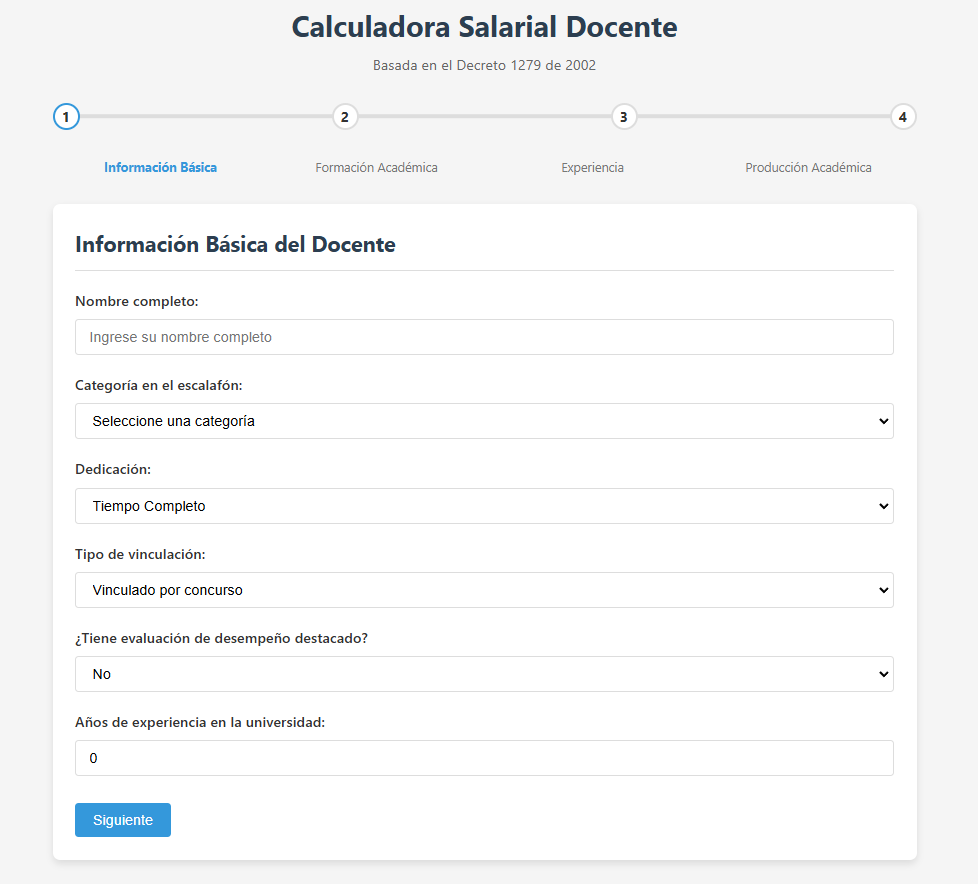 Calculadora Salarial Docente
Basada en el Decreto 1279 de 2002
1 2 3 4
Información Básica Formación Académica Experiencia Producción Académica
Información Básica del Docente
Nombre completo:
Ingrese su nombre completo
Categoría en el escalafón:
Seleccione una categoría
Dedicación:
Tiempo Completo
Tipo de vinculación:
Vinculado por concurso
¿Tiene evaluación de desempeño destacado?
No
Años de experiencia en la universidad:
0
Siguiente